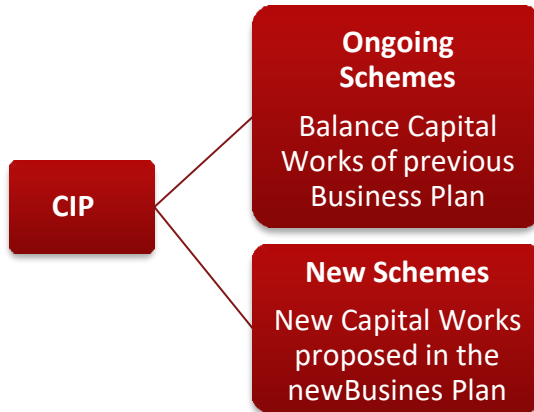 CIP
Ongoing
Schemes
Balance Capital
Works of previous
Business Plan
New Schemes
New Capital Works
proposed in the
newBusines Plan